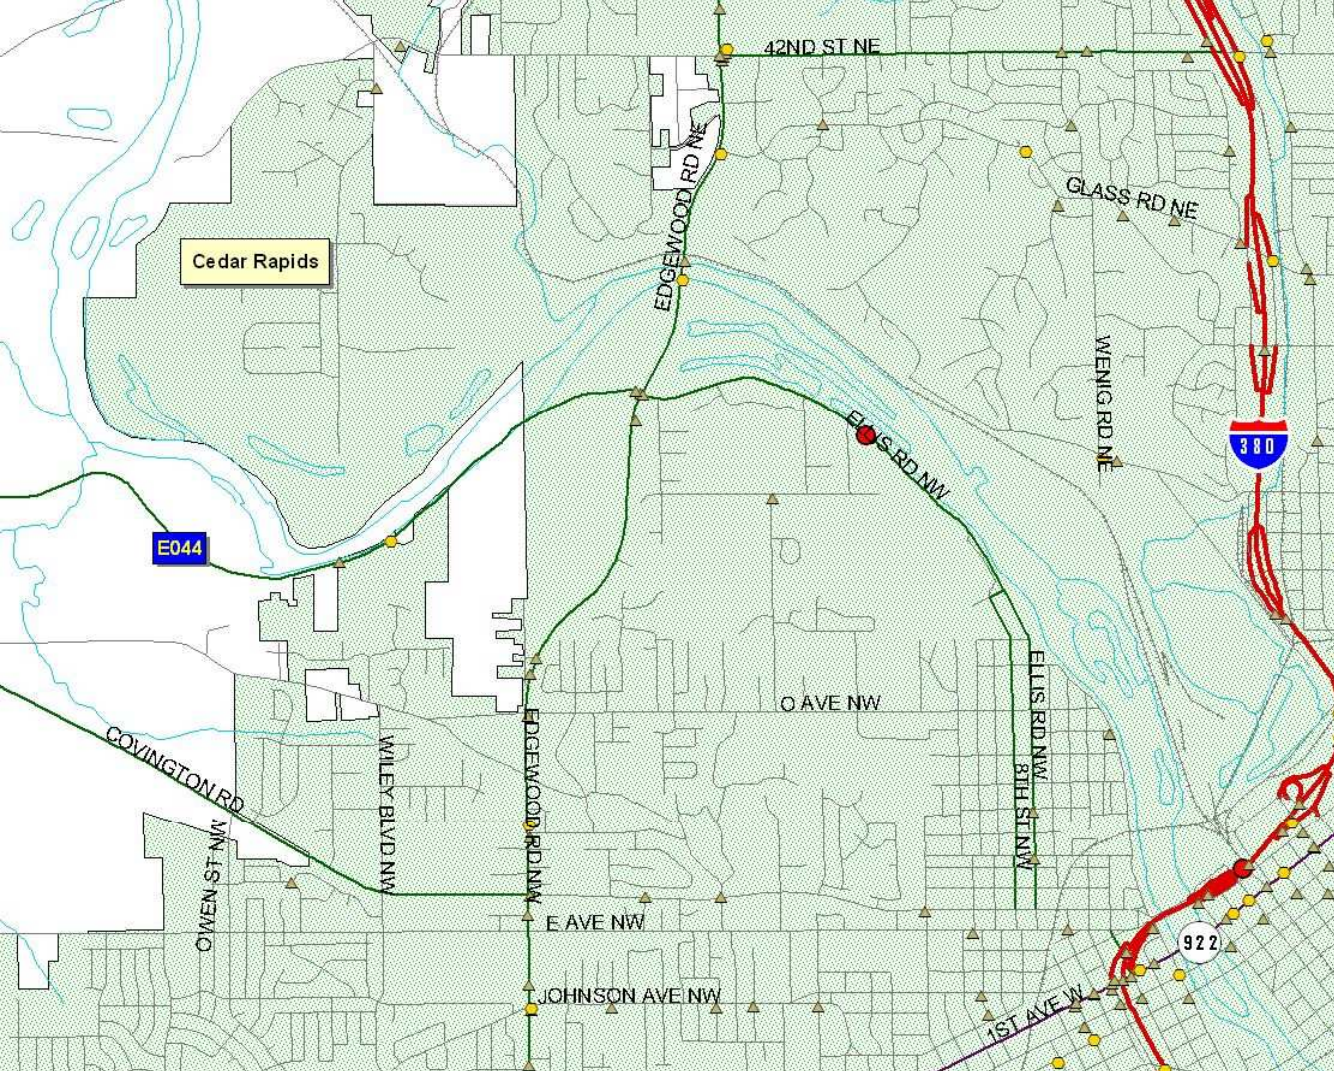 42ND ST NE
EDGEWOOD RD NE
GLASS RD NE
Cedar Rapids
WENIG RD NE
ELLIS RD NW
380
E044
O AVE NW
ELLIS RD NW
COVINGTON RD
WILEY BLVD NW
EDGEWOOD RD NW
8TH ST NW
OWEN ST NW
E AVE NW
922
JOHNSON AVE NW
1ST AVE W